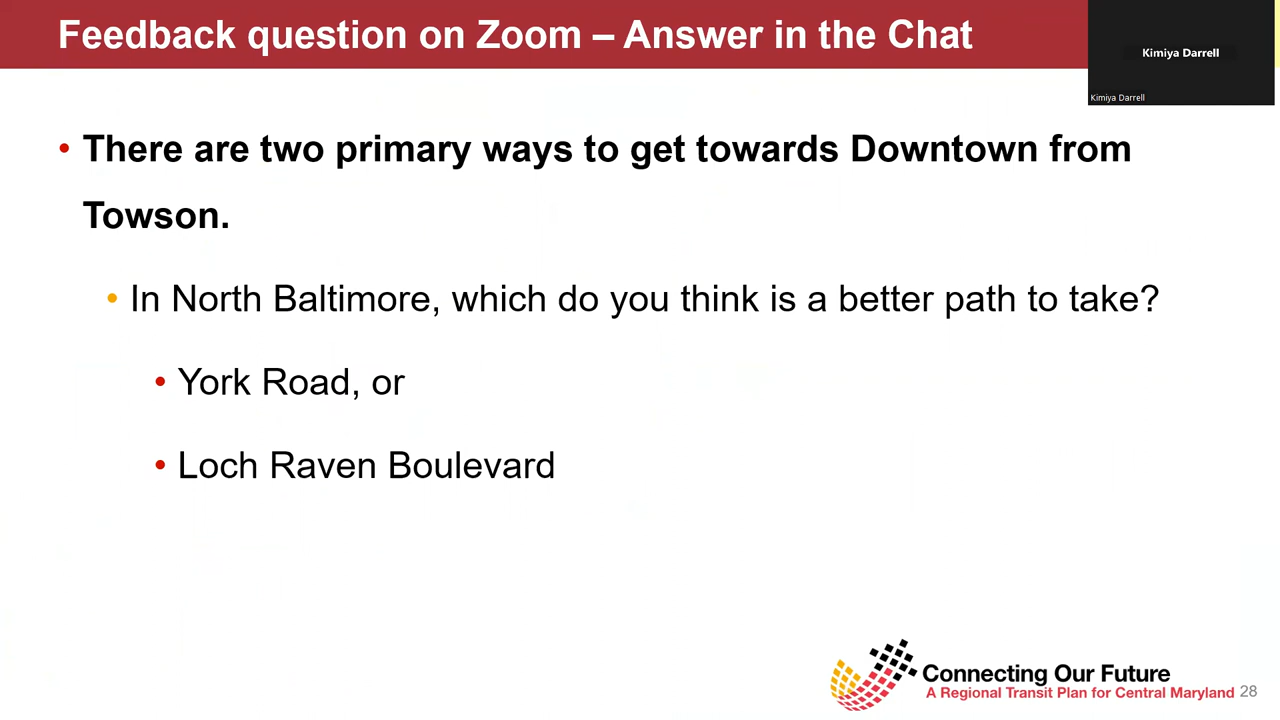 Feedback question on Zoom – Answer in the Chat
Kimiya Darrell
Kimiya Darrell
• There are two primary ways to get towards Downtown from
Towson.
• In North Baltimore, which do you think is a better path to take?
• York Road, or
• Loch Raven Boulevard
Connecting Our Future
A Regional Transit Plan for Central Maryland 28